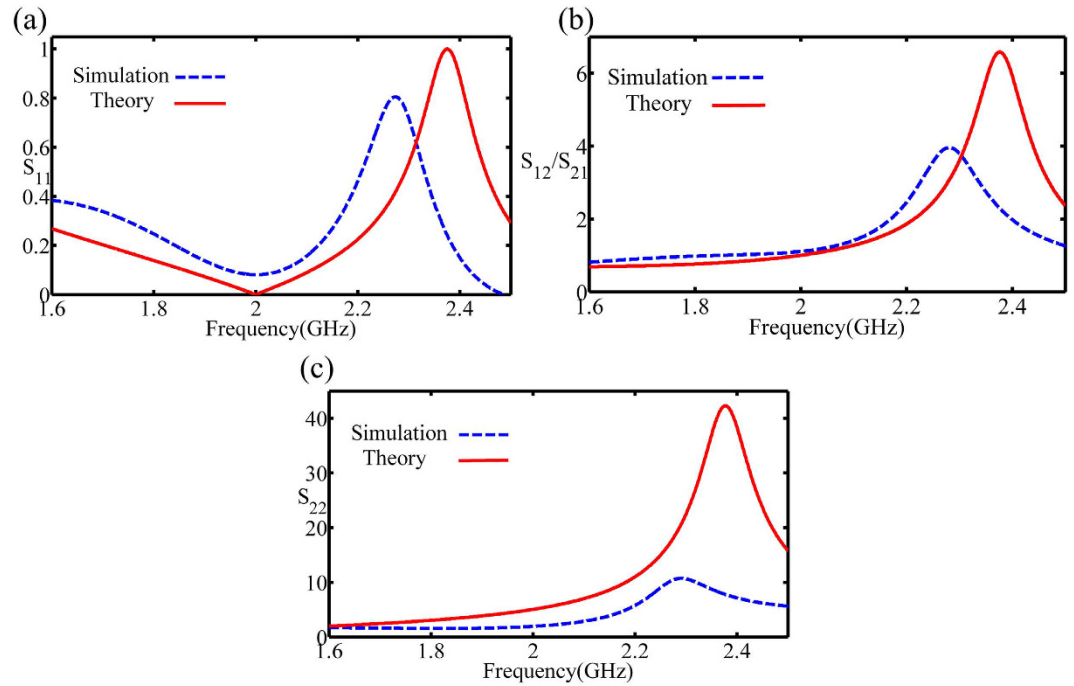 (a)
1
Simulation
0.8
Theory
0.6
S11
0.4
0.2
0
1.6 1.8 2 2.2 2.4
Frequency(GHz)
(b)
6
Simulation
Theory
4
S12/S21
2
0
1.6 1.8 2 2.2 2.4
Frequency(GHz)
(c)
40
Simulation
Theory
30
S22
20
10
0
1.6 1.8 2 2.2 2.4
Frequency(GHz)